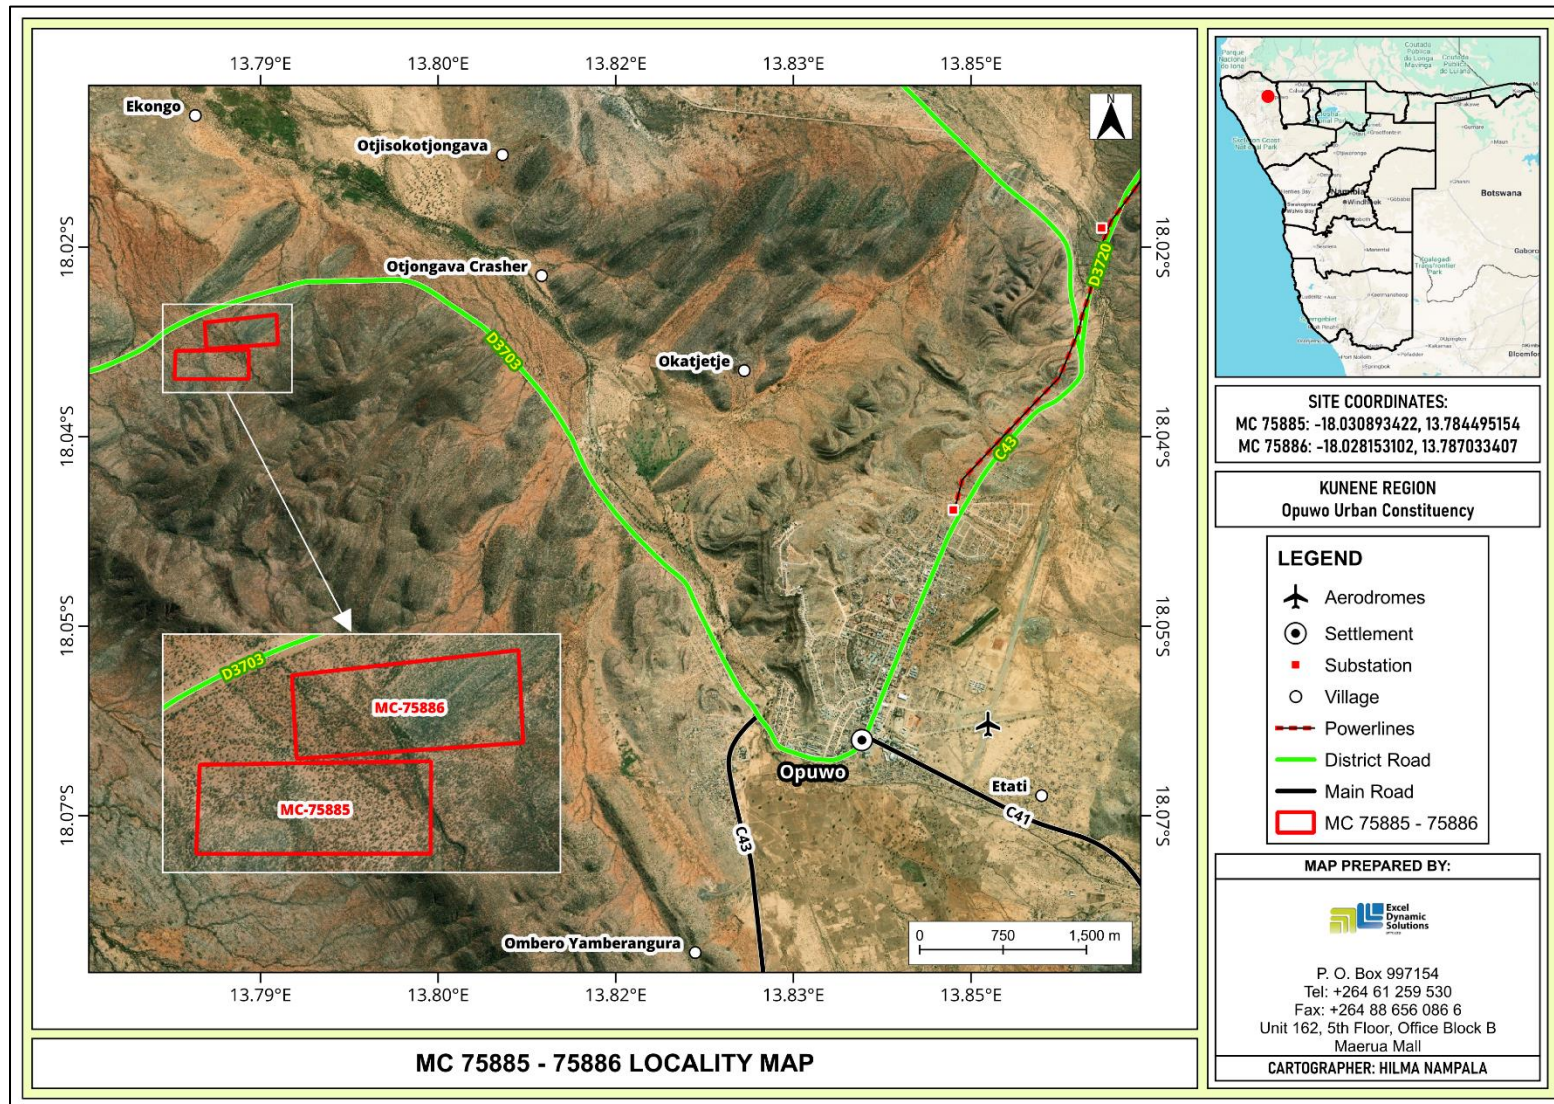 13.79°E
13.80°E
13.82°E
13.83°E
13.85°E
18.02°S
18.04°S
18.05°S
18.07°S
18.02°S
18.04°S
18.05°S
18.07°S
13.79°E
13.80°E
13.82°E
13.83°E
13.85°E
N
Ekongo
Otjisokotjongava
Otjongava Crasher
Okatjetje
D3703
D3720
C43
D3703
MC-75886
MC-75885
Opuwo
Etati
C41
C43
Ombero Yamberangura
0
750
1,500 m
MC 75885 - 75886 LOCALITY MAP
Namibia
Windhoek
Botswana
SITE COORDINATES:
MC 75885: -18.030893422, 13.784495154
MC 75886: -18.028153102, 13.787033407
KUNENE REGION
Opuwo Urban Constituency
LEGEND
Aerodromes
Settlement
Substation
Village
Powerlines
District Road
Main Road
MC 75885 - 75886
MAP PREPARED BY:
Excel
Dynamic
Solutions
P. O. Box 997154
Tel: +264 61 259 530
Fax: +264 88 656 086 6
Unit 162, 5th Floor, Office Block B
Maerua Mall
CARTOGRAPHER: HILMA NAMPALA